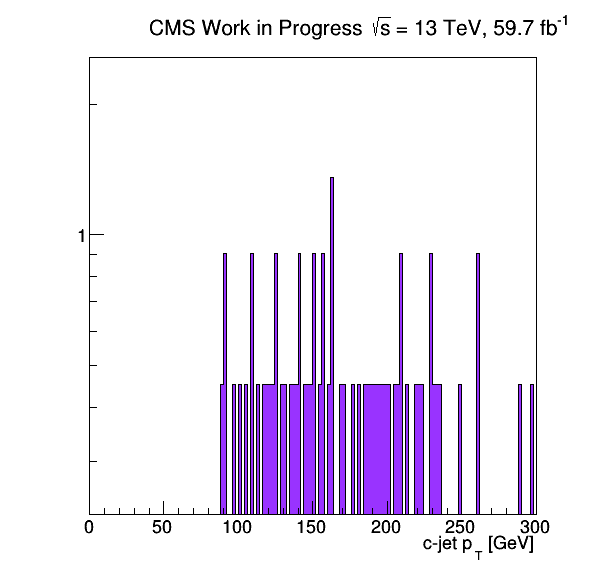 CMS Work in Progress √s = 13 TeV, 59.7 fb⁻¹
1
0 50 100 150 200 250 300
c-jet p_T [GeV]